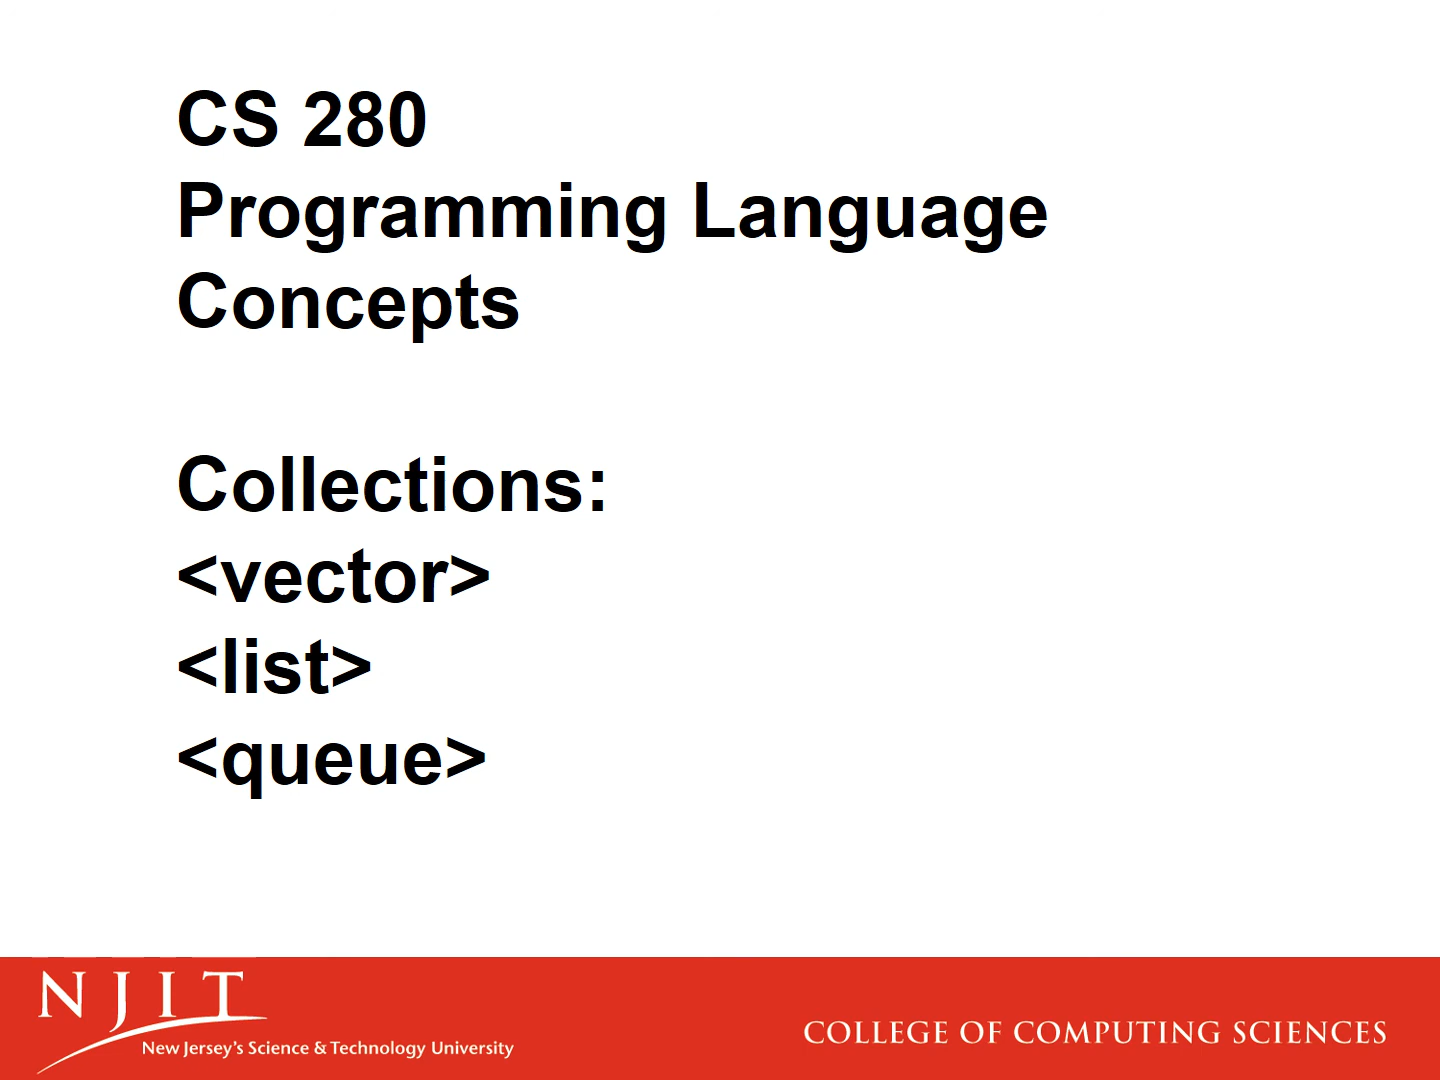 CS 280
Programming Language
Concepts
Collections:
<vector>
<list>
<queue>
NJIT
New Jersey's Science & Technology University
COLLEGE OF COMPUTING SCIENCES